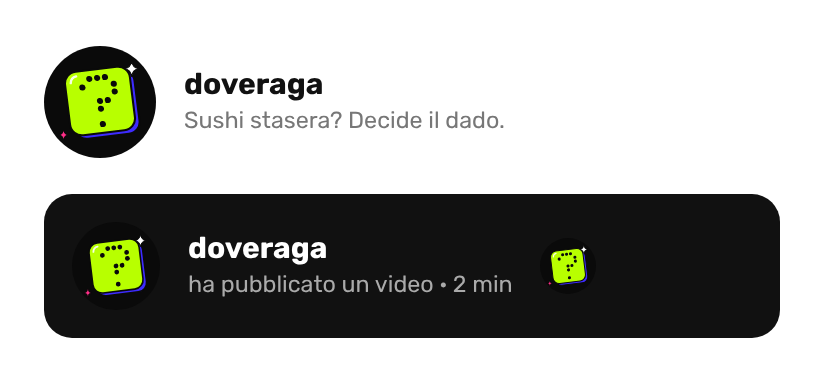 doveraga
Sushi stasera? Decide il dado.
doveraga
ha pubblicato un video • 2 min